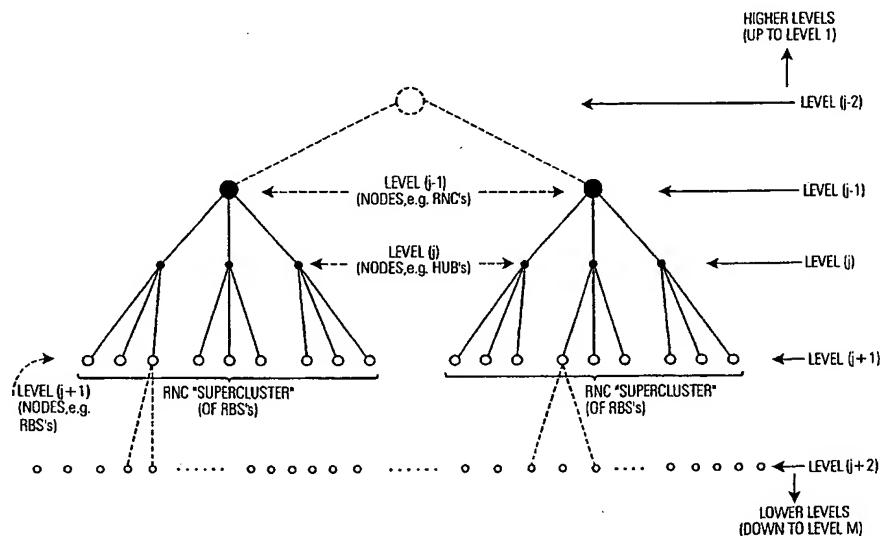 HIGHER LEVELS
(UP TO LEVEL 1)
LEVEL (j-2)
LEVEL (j-1)
(NODES,e.g. RNC's)
LEVEL (j-1)
LEVEL (j)
(NODES,e.g. HUB's)
LEVEL (j)
LEVEL (j+1)
LEVEL (j+1)
(NODES,e.g.
RBS's)
RNC "SUPERCLUSTER"
(OF RBS's)
RNC "SUPERCLUSTER"
(OF RBS's)
LEVEL (j+2)
LOWER LEVELS
(DOWN TO LEVEL M)